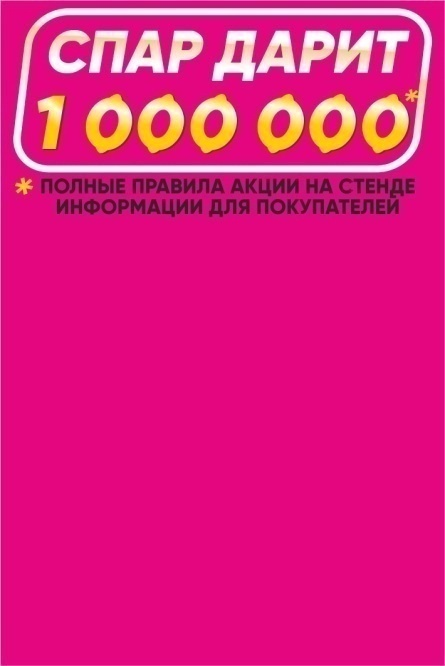 СПАР ДАРИТ
1 000 000*
* ПОЛНЫЕ ПРАВИЛА АКЦИИ НА СТЕНДЕ
ИНФОРМАЦИИ ДЛЯ ПОКУПАТЕЛЕЙ